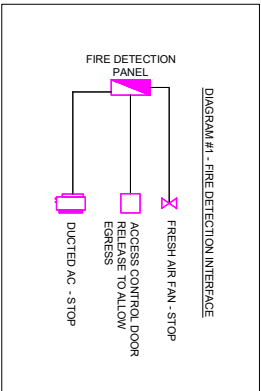 DIAGRAM #1 - FIRE DETECTION INTERFACE
FIRE DETECTION
PANEL
FRESH AIR FAN - STOP
ACCESS CONTROL DOOR
RELEASE TO ALLOW
EGRESS
DUCTED AC - STOP